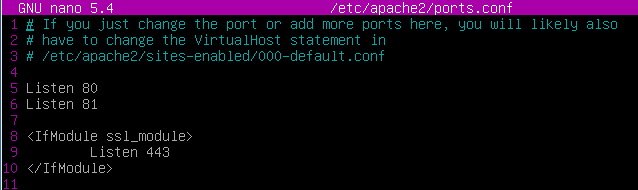 GNU nano 5.4 /etc/apache2/ports.conf
1 # If you just change the port or add more ports here, you will likely also
2 # have to change the VirtualHost statement in
3 # /etc/apache2/sites-enabled/000-default.conf
4
5 Listen 80
6 Listen 81
7
8 <IfModule ssl_module>
9 Listen 443
10 </IfModule>
11